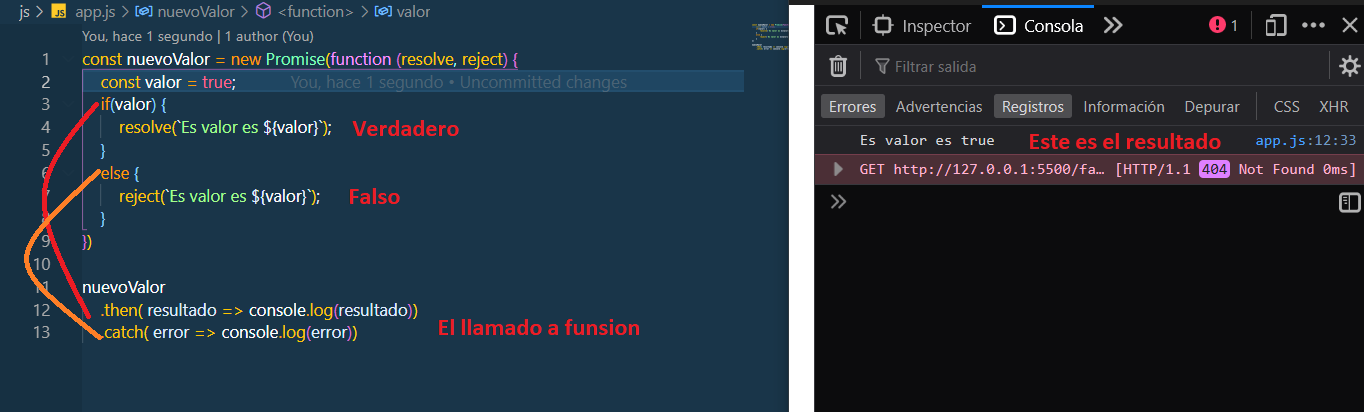 js > JS app.js > nuevoValor > <function> > valor
You, hace 1 segundo | 1 author (You)
1 const nuevoValor = new Promise(function (resolve, reject) {
2 const valor = true; You, hace 1 segundo • Uncommitted changes
3 if(valor) {
4 resolve(`Es valor es ${valor}`); Verdadero
5 }
6 else {
7 reject(`Es valor es ${valor}`); Falso
8 }
9 })
10
11 nuevoValor
12 .then( resultado => console.log(resultado))
13 .catch( error => console.log(error))
El llamado a funsion
Inspector Consola 1
Filtrar salida
Errores Advertencias Registros Información Depurar CSS XHR
Es valor es true Este es el resultado app.js:12:33
GET http://127.0.0.1:5500/fa… [HTTP/1.1 404 Not Found 0ms]